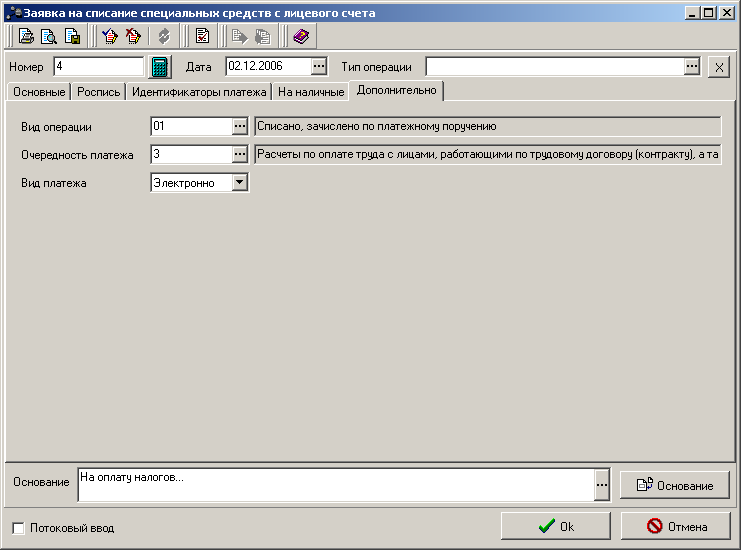 Заявка на списание специальных средств с лицевого счета
Номер 4 Дата 02.12.2006 Тип операции
Основные Роспись Идентификаторы платежа На наличные Дополнительно
Вид операции 01 Списано, зачислено по платежному поручению
Очередность платежа 3 Расчеты по оплате труда с лицами, работающими по трудовому договору (контракту), а та
Вид платежа Электронно
Основание На оплату налогов... Основание
Потоковый ввод Ok Отмена